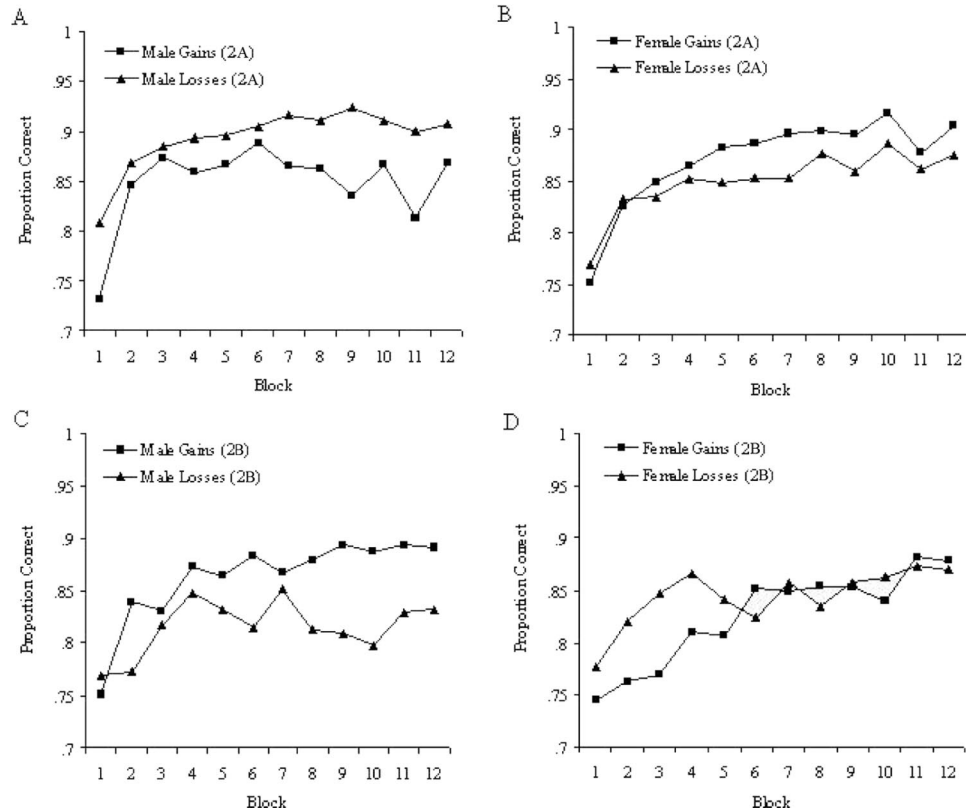 A
1
.95
.9
.85
.8
.75
.7
Proportion Correct
Male Gains (2A)
Male Losses (2A)
1 2 3 4 5 6 7 8 9 10 11 12
Block
B
1
.95
.9
.85
.8
.75
.7
Proportion Correct
Female Gains (2A)
Female Losses (2A)
1 2 3 4 5 6 7 8 9 10 11 12
Block
C
1
.95
.9
.85
.8
.75
.7
Proportion Correct
Male Gains (2B)
Male Losses (2B)
1 2 3 4 5 6 7 8 9 10 11 12
Block
D
1
.95
.9
.85
.8
.75
.7
Proportion Correct
Female Gains (2B)
Female Losses (2B)
1 2 3 4 5 6 7 8 9 10 11 12
Block